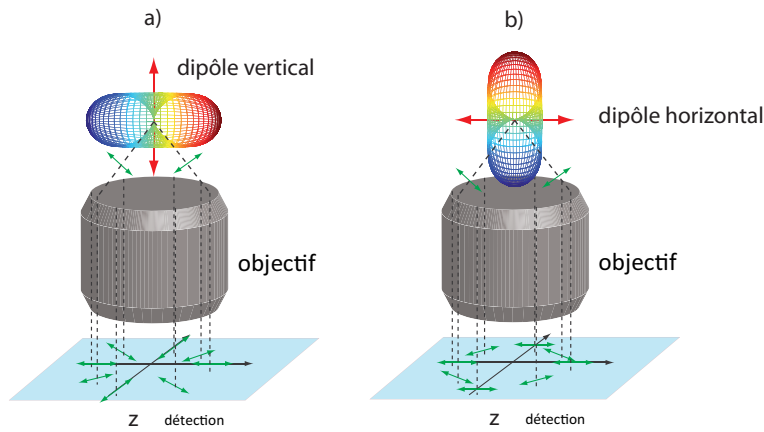 a)
dipôle vertical
objectif
z détection
b)
dipôle horizontal
objectif
z détection